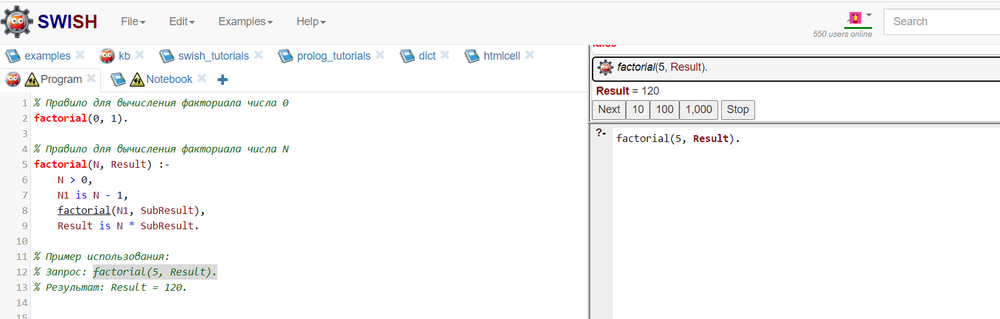 SWISH File Edit Examples Help
550 users online
Search
examples kb swish_tutorials prolog_tutorials dict htmlcell
Program Notebook
1 % Правило для вычисления факториала числа 0
2 factorial(0, 1).
3
4 % Правило для вычисления факториала числа N
5 factorial(N, Result) :-
6 N > 0,
7 N1 is N - 1,
8 factorial(N1, SubResult),
9 Result is N * SubResult.
10
11 % Пример использования:
12 % Запрос: factorial(5, Result).
13 % Результат: Result = 120.
14
15
false
factorial(5, Result).
Result = 120
Next 10 100 1,000 Stop
?- factorial(5, Result).